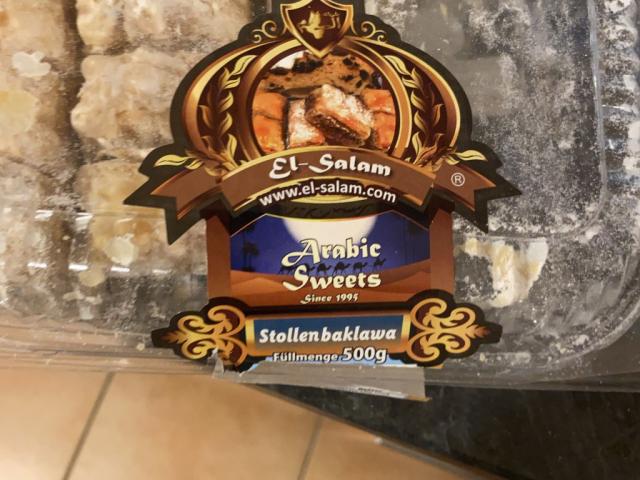 El-Salam
®
www.el-salam.com
Arabic
Sweets
Since 1995
Stollenbaklawa
Füllmenge 500g